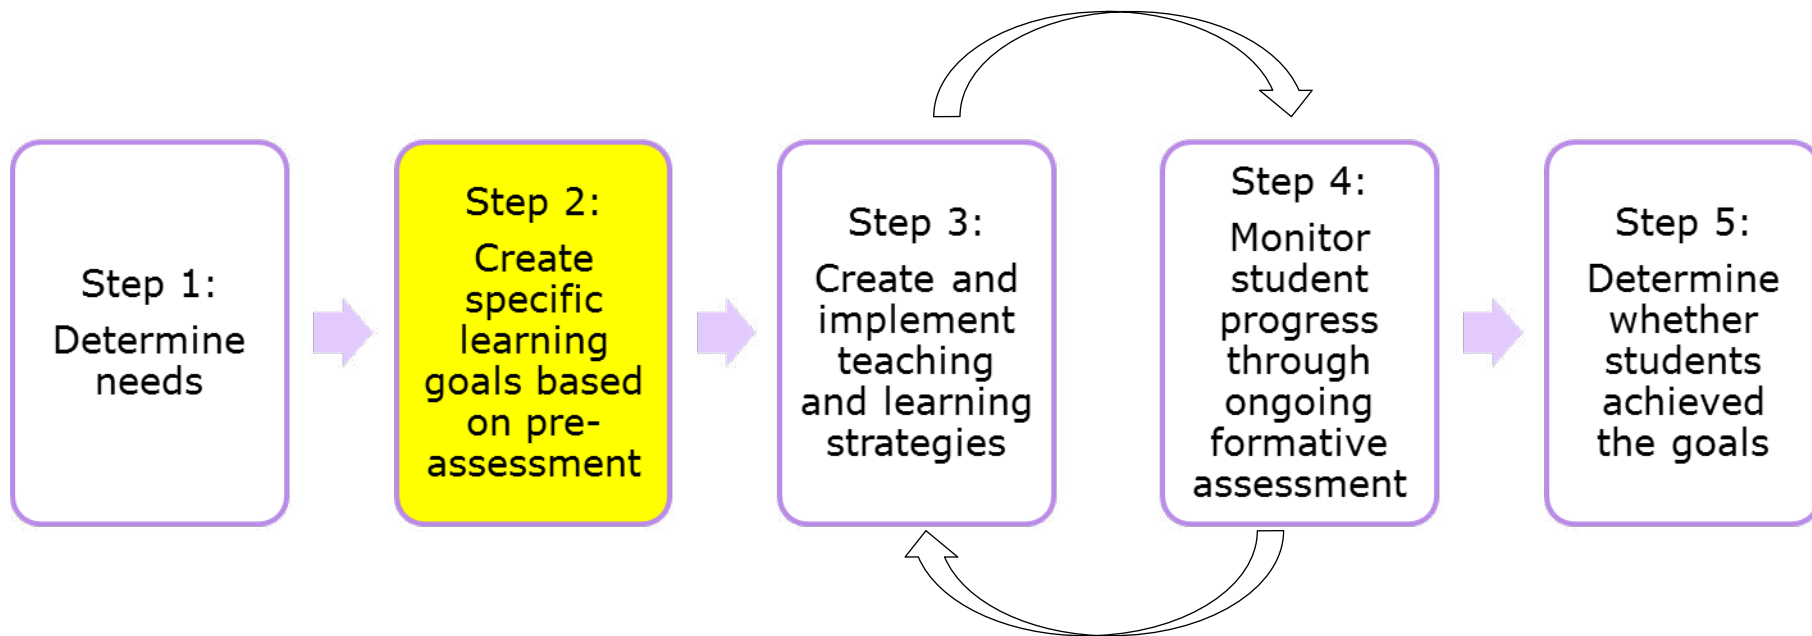 Step 1:
Determine
needs
Step 2:
Create
specific
learning
goals based
on pre-
assessment
Step 3:
Create and
implement
teaching
and learning
strategies
Step 4:
Monitor
student
progress
through
ongoing
formative
assessment
Step 5:
Determine
whether
students
achieved
the goals